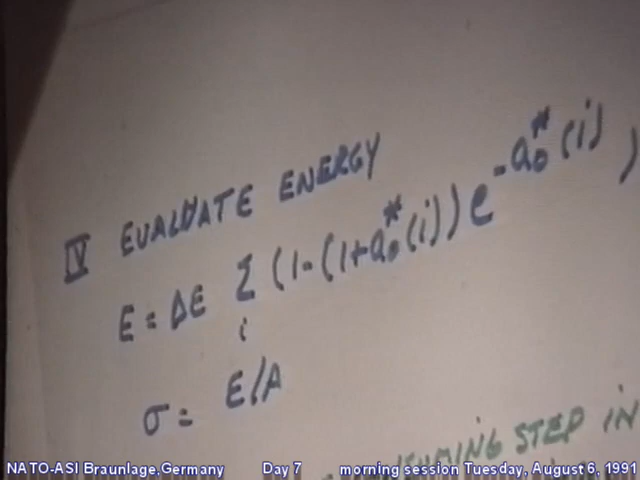 IV EVALUATE ENERGY
E = ΔE Σ (1-(1+a₀*(i)) e^-a₀*(i) ,
i
σ = E/A
STEP IN
NATO-ASI Braunlage,Germany Day 7 morning session Tuesday, August 6, 1991